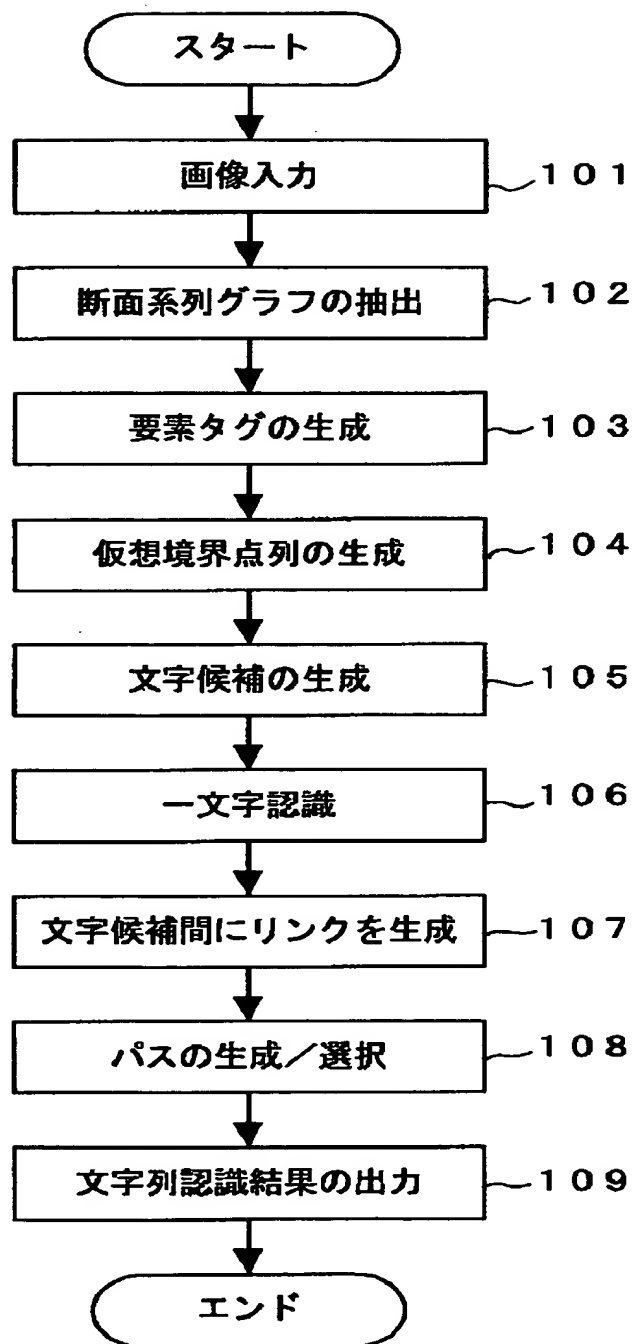 スタート
画像入力 101
断面系列グラフの抽出 102
要素タグの生成 103
仮想境界点列の生成 104
文字候補の生成 105
一文字認識 106
文字候補間にリンクを生成 107
パスの生成/選択 108
文字列認識結果の出力 109
エンド